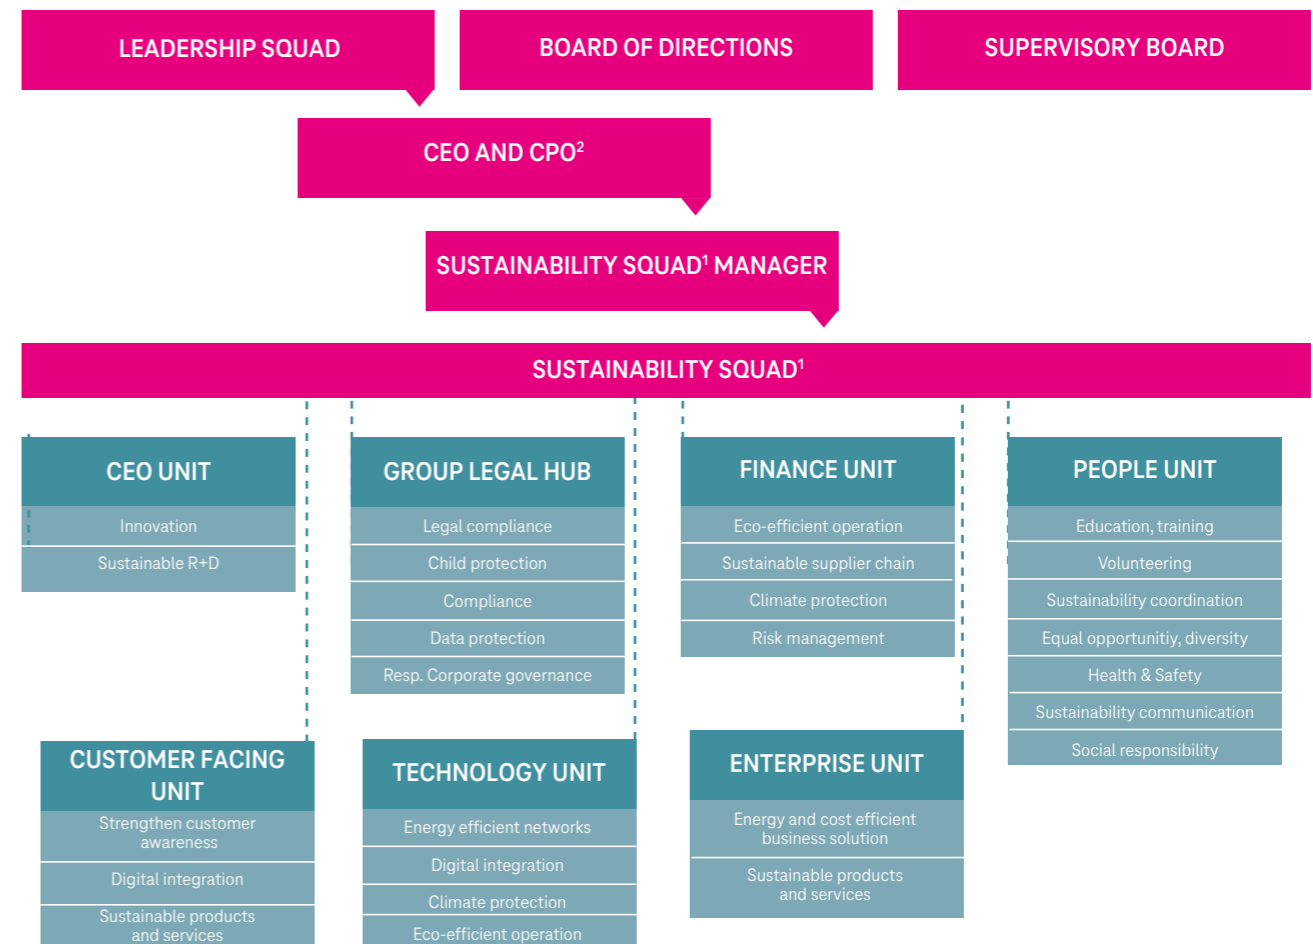 LEADERSHIP SQUAD
BOARD OF DIRECTIONS
SUPERVISORY BOARD
CEO AND CPO²
SUSTAINABILITY SQUAD¹ MANAGER
SUSTAINABILITY SQUAD¹
CEO UNIT
Innovation
Sustainable R+D
GROUP LEGAL HUB
Legal compliance
Child protection
Compliance
Data protection
Resp. Corporate governance
FINANCE UNIT
Eco-efficient operation
Sustainable supplier chain
Climate protection
Risk management
PEOPLE UNIT
Education, training
Volunteering
Sustainability coordination
Equal opportunitiy, diversity
Health & Safety
Sustainability communication
Social responsibility
CUSTOMER FACING
UNIT
Strengthen customer
awareness
Digital integration
Sustainable products
and services
TECHNOLOGY UNIT
Energy efficient networks
Digital integration
Climate protection
Eco-efficient operation
ENTERPRISE UNIT
Energy and cost efficient
business solution
Sustainable products
and services